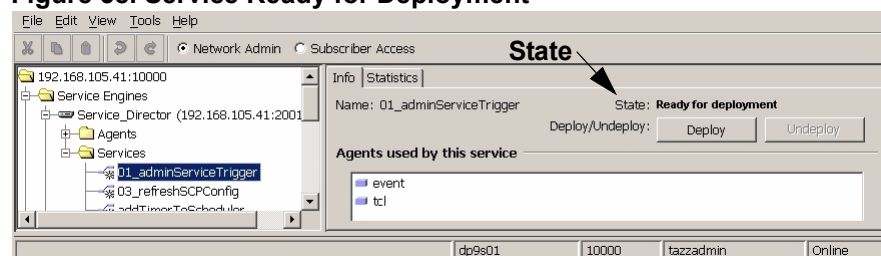 Figure 38: Service Ready for Deployment
File Edit View Tools Help
Network Admin Subscriber Access
State
192.168.105.41:10000
Service Engines
Service_Director (192.168.105.41:2001
Agents
Services
01_adminServiceTrigger
03_refreshSCPConfig
addTimerToScheduler
Info Statistics
Name: 01_adminServiceTrigger State: Ready for deployment
Deploy/Undeploy: Deploy Undeploy
Agents used by this service
event
tcl
dp9s01 10000 tazzadmin Online